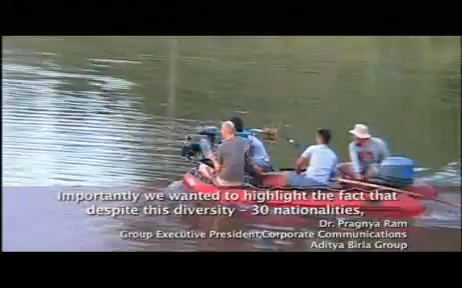 Importantly we wanted to highlight the fact that
despite this diversity - 30 nationalities,
Dr. Pragnya Ram
Group Executive President,Corporate Communications
Aditya Birla Group